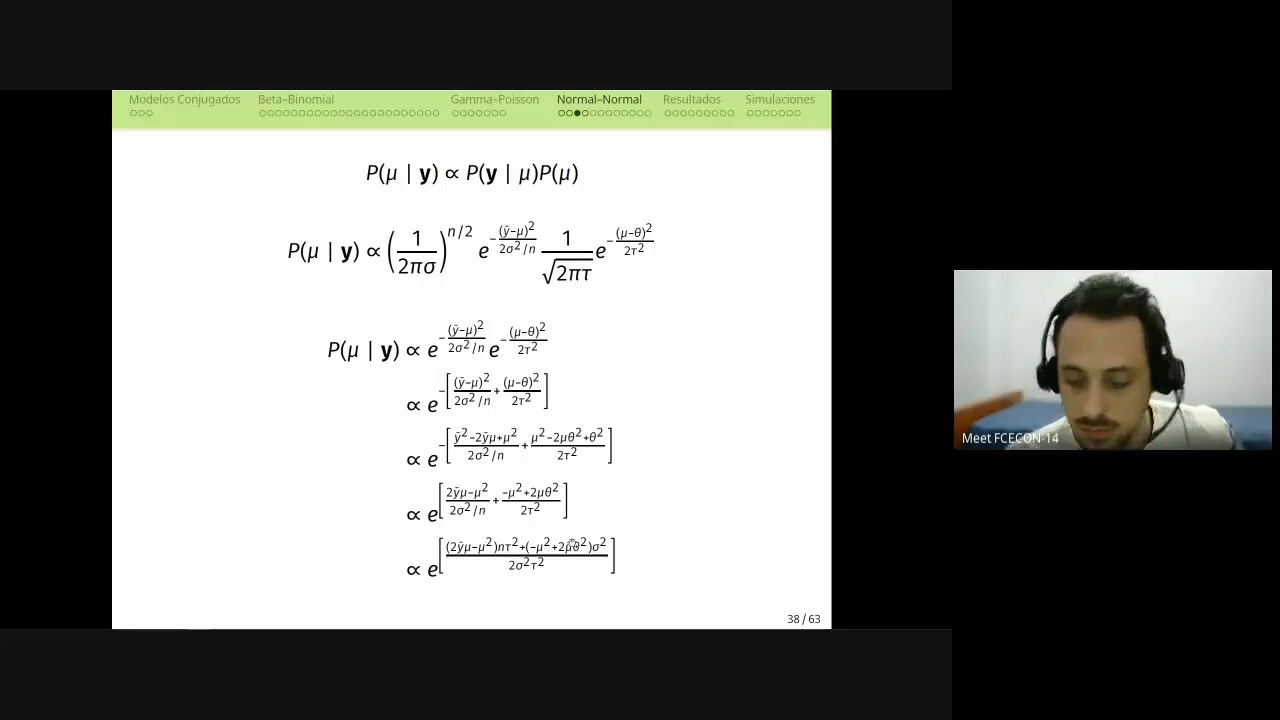 Modelos Conjugados Beta–Binomial Gamma–Poisson Normal–Normal Resultados Simulaciones
P(μ | y) ∝ P(y | μ)P(μ)
P(μ | y) ∝ (1/2πσ)^{n/2} e^{-(ȳ-μ)²/(2σ²/n)} 1/√2πτ e^{-(μ-θ)²/2τ²}
P(μ | y) ∝ e^{-(ȳ-μ)²/(2σ²/n)} e^{-(μ-θ)²/2τ²}
∝ e^{-[(ȳ-μ)²/(2σ²/n) + (μ-θ)²/2τ²]}
∝ e^{-[(ȳ²-2ȳμ+μ²)/(2σ²/n) + (μ²-2μθ²+θ²)/2τ²]}
∝ e^{[(2ȳμ-μ²)/(2σ²/n) + (-μ²+2μθ²)/2τ²]}
∝ e^{[((2ȳμ-μ²)nτ²+(-μ²+2μθ²)σ²)/2σ²τ²]}
38 / 63
Meet FCECON-14